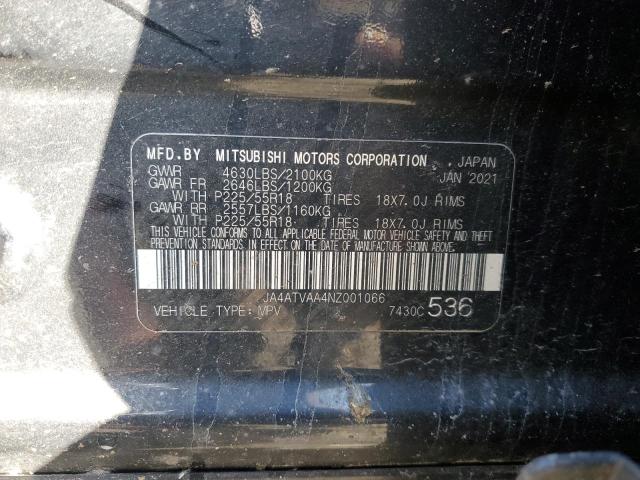 MFD.BY MITSUBISHI MOTORS CORPORATION , JAPAN
GVWR 4630LBS/2100KG JAN 2021
GAWR FR 2646LBS/1200KG
WITH P225/55R18 TIRES 18X7.0J RIMS
GAWR RR 2557LBS/1160KG
WITH P225/55R18 TIRES 18X7.0J RIMS
THIS VEHICLE CONFORMS TO ALL APPLICABLE FEDERAL MOTOR VEHICLE SAFETY AND THEFT
PREVENTION STANDARDS IN EFFECT ON THE DATE OF MANUFACTURE SHOWN ABOVE.
JA4ATVAA4NZ001066
VEHICLE TYPE: MPV 7430C 536